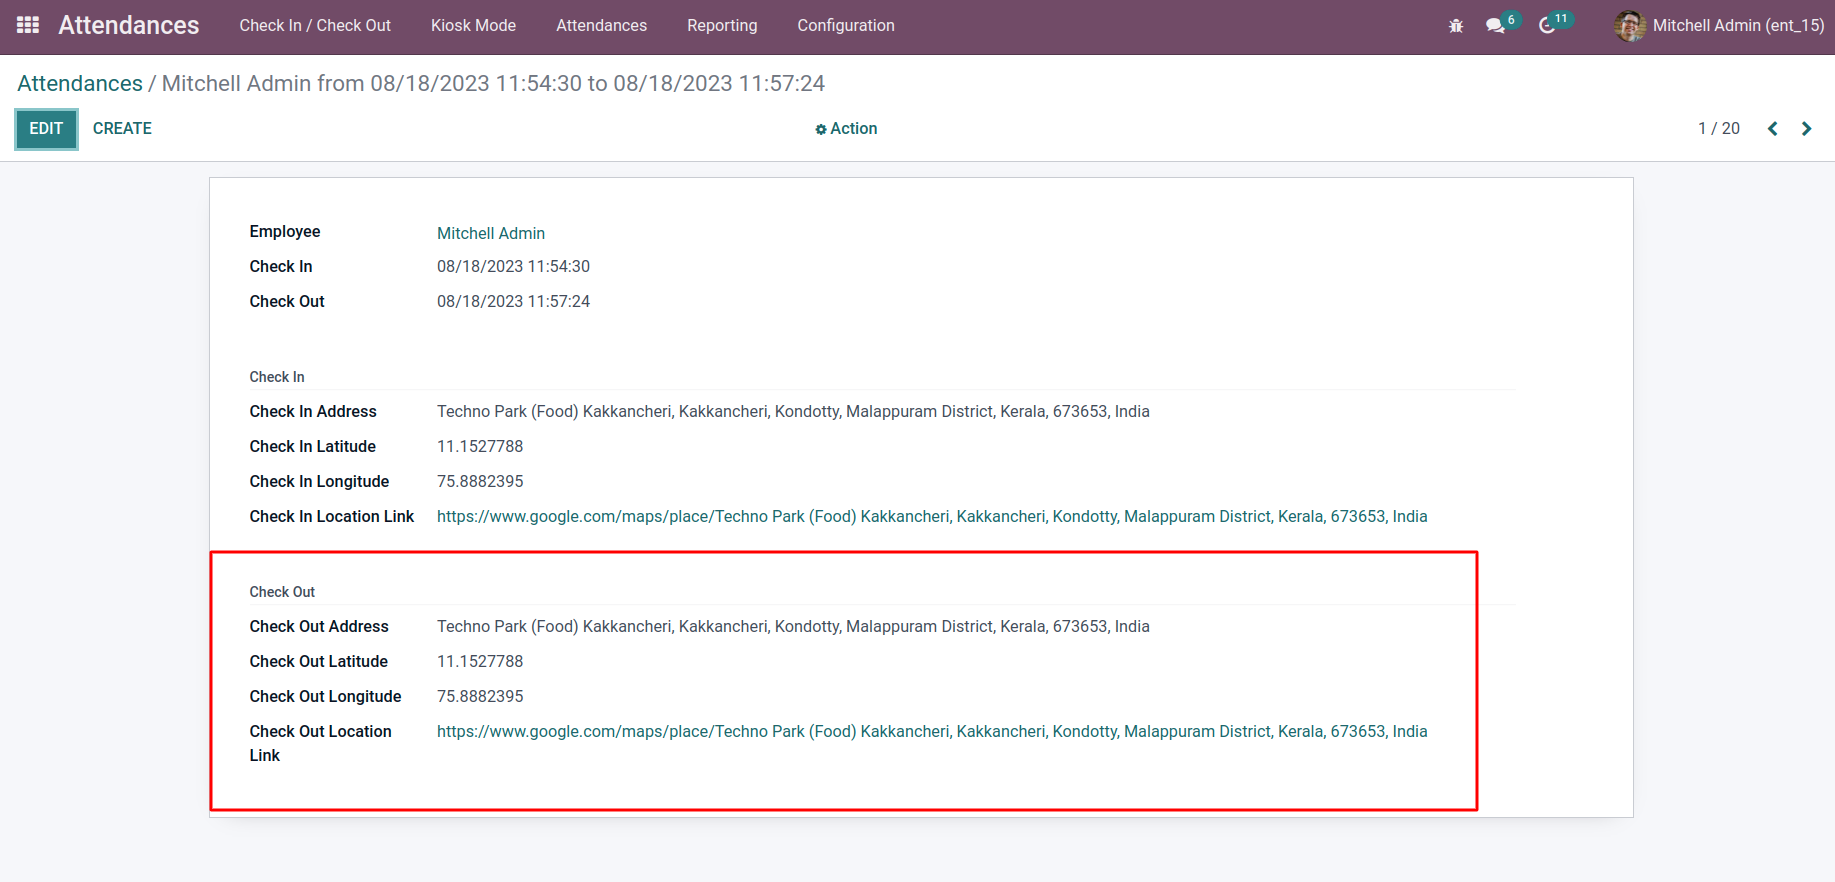 Attendances Check In / Check Out Kiosk Mode Attendances Reporting Configuration 6 11 Mitchell Admin (ent_15)
Attendances / Mitchell Admin from 08/18/2023 11:54:30 to 08/18/2023 11:57:24
EDIT CREATE Action 1 / 20
Employee Mitchell Admin
Check In 08/18/2023 11:54:30
Check Out 08/18/2023 11:57:24
Check In
Check In Address Techno Park (Food) Kakkancheri, Kakkancheri, Kondotty, Malappuram District, Kerala, 673653, India
Check In Latitude 11.1527788
Check In Longitude 75.8882395
Check In Location Link https://www.google.com/maps/place/Techno Park (Food) Kakkancheri, Kakkancheri, Kondotty, Malappuram District, Kerala, 673653, India
Check Out
Check Out Address Techno Park (Food) Kakkancheri, Kakkancheri, Kondotty, Malappuram District, Kerala, 673653, India
Check Out Latitude 11.1527788
Check Out Longitude 75.8882395
Check Out Location https://www.google.com/maps/place/Techno Park (Food) Kakkancheri, Kakkancheri, Kondotty, Malappuram District, Kerala, 673653, India
Link